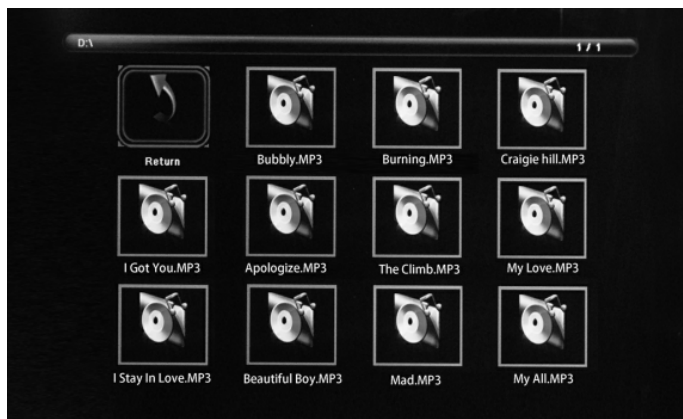 D:\
1 / 1
Return
Bubbly.MP3
Burning.MP3
Craigie hill.MP3
I Got You.MP3
Apologize.MP3
The Climb.MP3
My Love.MP3
I Stay In Love.MP3
Beautiful Boy.MP3
Mad.MP3
My All.MP3